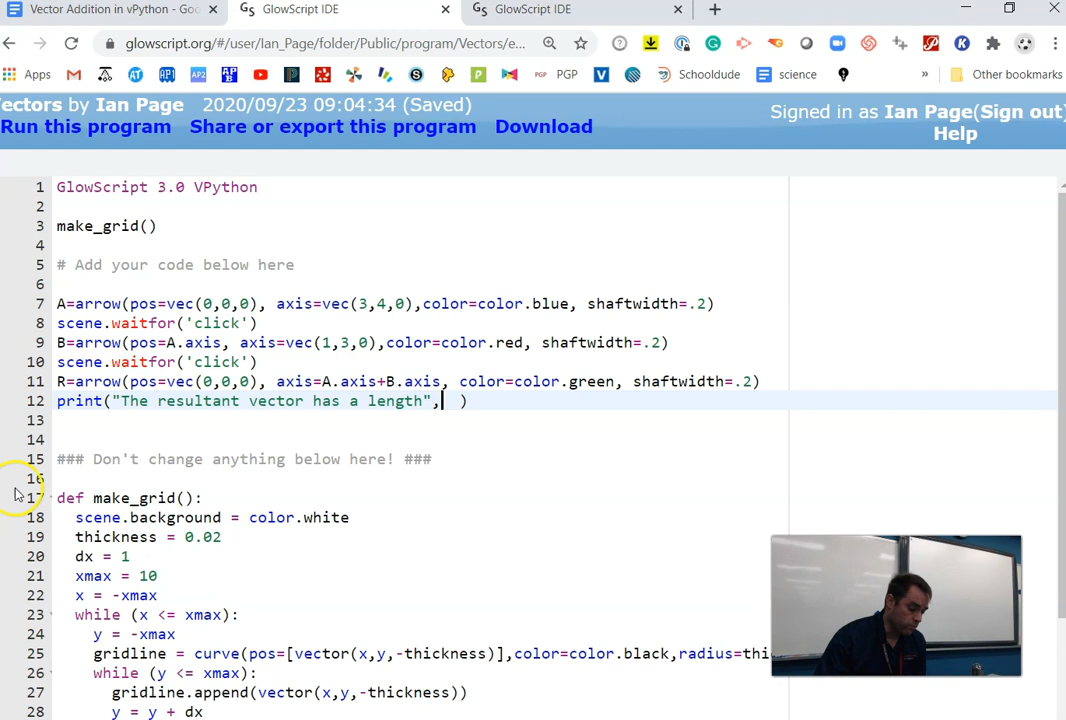 Vector Addition in vPython - Goo
GlowScript IDE
GlowScript IDE
glowscript.org/#/user/Ian_Page/folder/Public/program/Vectors/e...
Apps
PGP
Schooldude
science
»
Other bookmarks
ectors by Ian Page 2020/09/23 09:04:34 (Saved)
Signed in as Ian Page(Sign out)
Run this program Share or export this program Download
Help
1 GlowScript 3.0 VPython
2
3 make_grid()
4
5 # Add your code below here
6
7 A=arrow(pos=vec(0,0,0), axis=vec(3,4,0),color=color.blue, shaftwidth=.2)
8 scene.waitfor('click')
9 B=arrow(pos=A.axis, axis=vec(1,3,0),color=color.red, shaftwidth=.2)
10 scene.waitfor('click')
11 R=arrow(pos=vec(0,0,0), axis=A.axis+B.axis, color=color.green, shaftwidth=.2)
12 print("The resultant vector has a length", )
13
14
15 ### Don't change anything below here! ###
16
17 def make_grid():
18 scene.background = color.white
19 thickness = 0.02
20 dx = 1
21 xmax = 10
22 x = -xmax
23 while (x <= xmax):
24 y = -xmax
25 gridline = curve(pos=[vector(x,y,-thickness)],color=color.black,radius=thi
26 while (y <= xmax):
27 gridline.append(vector(x,y,-thickness))
28 y = y + dx